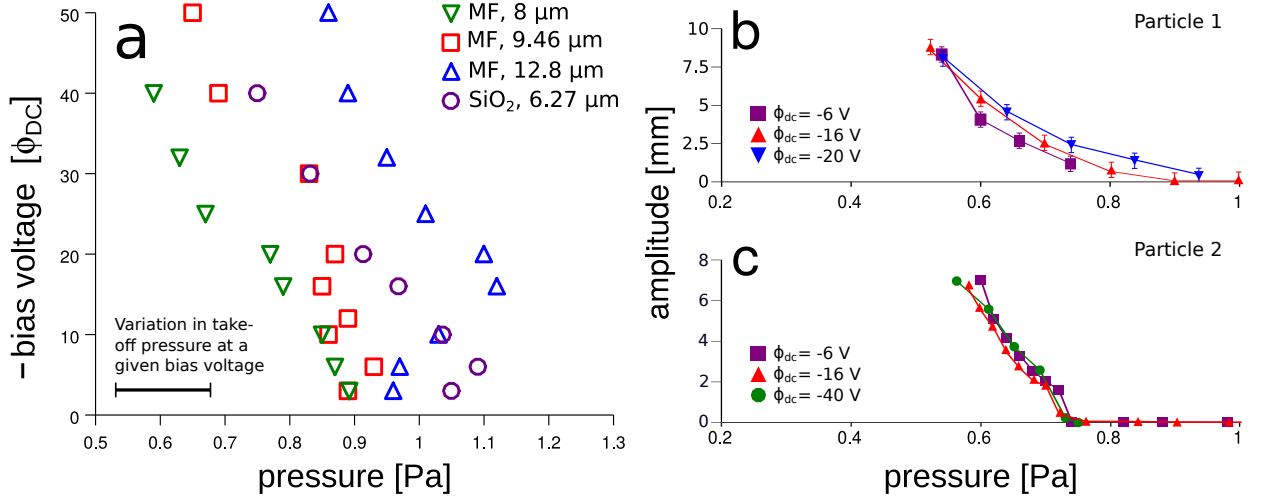 a
− bias voltage [ϕDC]
50
40
30
20
10
0
MF, 8 μm
MF, 9.46 μm
MF, 12.8 μm
SiO₂, 6.27 μm
Variation in take-
off pressure at a
given bias voltage
0.5 0.6 0.7 0.8 0.9 1 1.1 1.2 1.3
pressure [Pa]
b
Particle 1
amplitude [mm]
10
7.5
5
2.5
0
ϕdc= -6 V
ϕdc= -16 V
ϕdc= -20 V
0.2 0.4 0.6 0.8 1
c
Particle 2
8
6
4
2
0
ϕdc= -6 V
ϕdc= -16 V
ϕdc= -40 V
0.2 0.4 0.6 0.8 1
pressure [Pa]